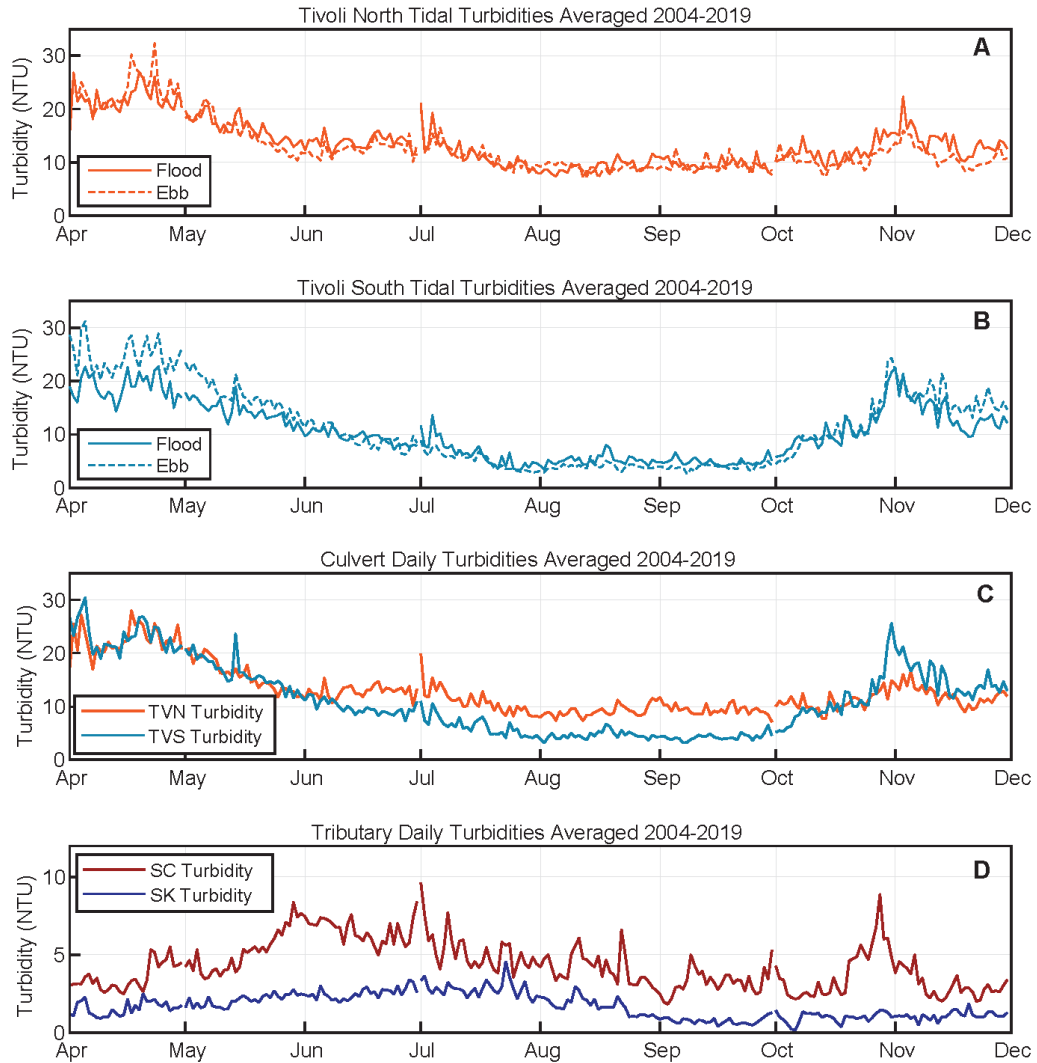 Tivoli North Tidal Turbidities Averaged 2004-2019
A
Turbidity (NTU)
30
20
10
0
Flood
Ebb
Apr May Jun Jul Aug Sep Oct Nov Dec
Tivoli South Tidal Turbidities Averaged 2004-2019
B
Turbidity (NTU)
30
20
10
0
Flood
Ebb
Apr May Jun Jul Aug Sep Oct Nov Dec
Culvert Daily Turbidities Averaged 2004-2019
C
Turbidity (NTU)
30
20
10
0
TVN Turbidity
TVS Turbidity
Apr May Jun Jul Aug Sep Oct Nov Dec
Tributary Daily Turbidities Averaged 2004-2019
D
Turbidity (NTU)
10
5
0
SC Turbidity
SK Turbidity
Apr May Jun Jul Aug Sep Oct Nov Dec